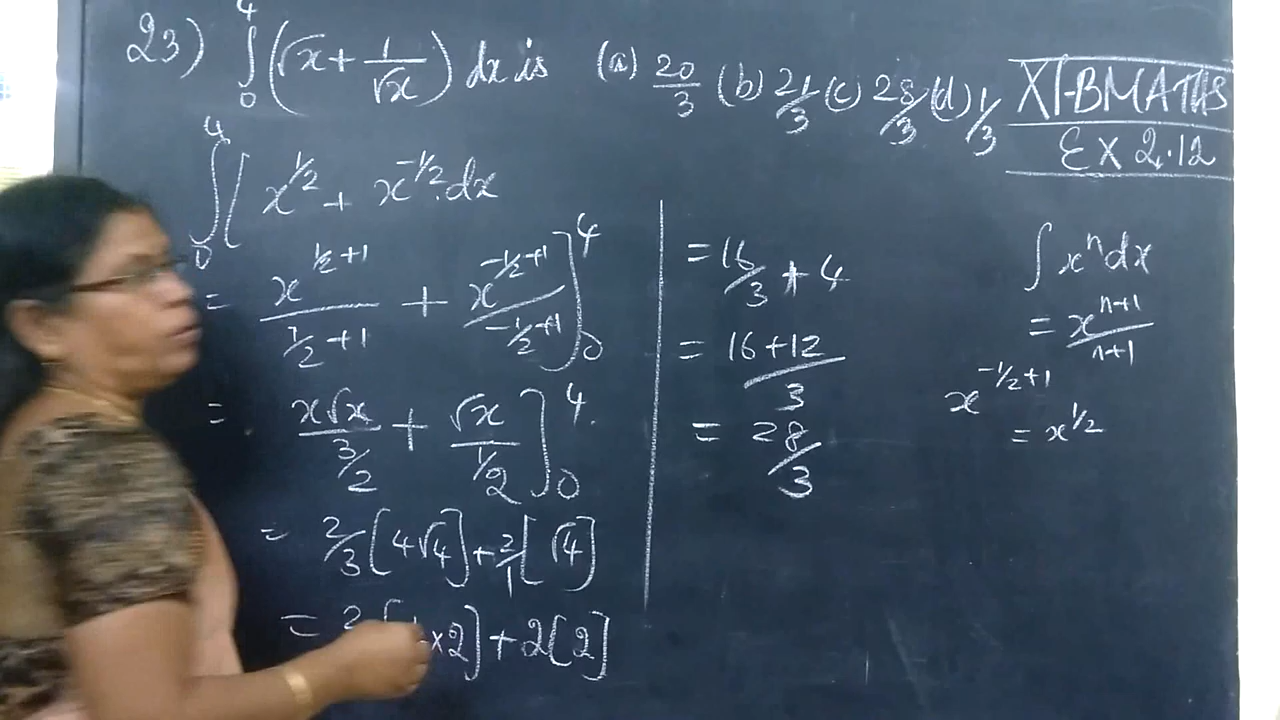 23) ∫₀⁴ (√x + 1/√x) dx is (a) 20/3 (b) 21/3 (c) 28/3 (d) 1/3
XI-BMATHS
EX 2.12
∫₀⁴ [ x^1/2 + x^-1/2 . dx
= x^(1/2+1) / (1/2+1) + x^(-1/2+1) / (-1/2+1) ]₀⁴
= x√x / (3/2) + √x / (1/2) ]₀⁴
= 2/3 [4√4] + 2/1 [√4]
×2] + 2[2]
= 16/3 + 4
= (16+12) / 3
= 28/3
∫ xⁿ dx
= x^(n+1) / (n+1)
x^(-1/2+1)
= x^1/2